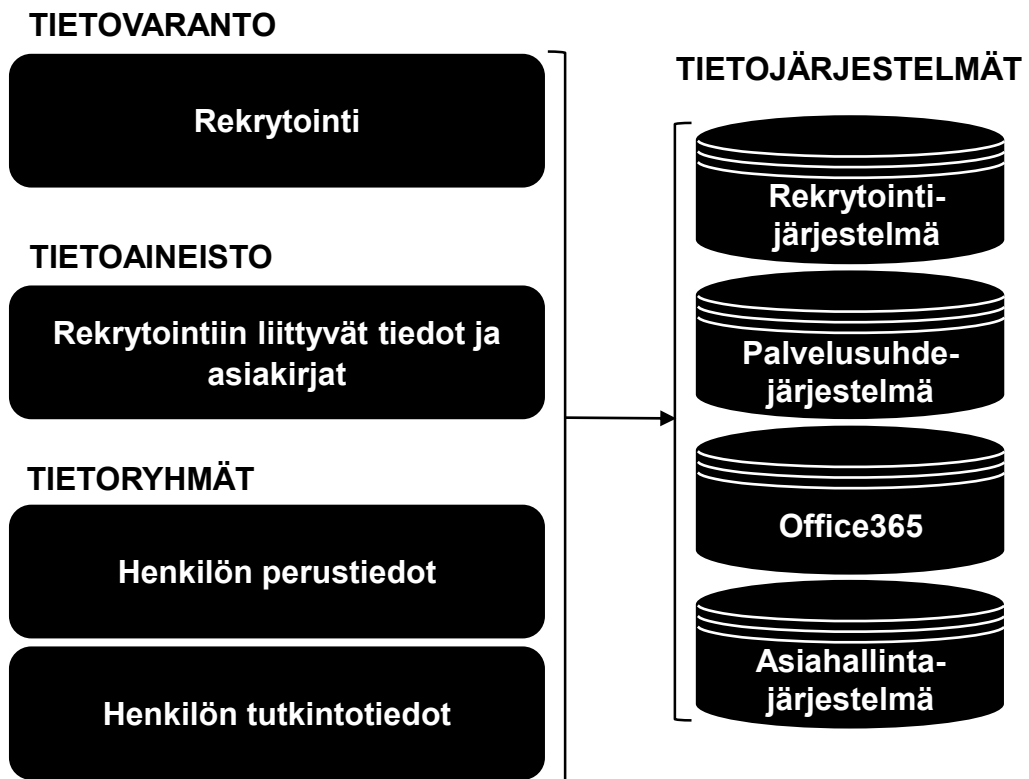 TIETOVARANTO
Rekrytointi
TIETOAINEISTO
Rekrytointiin liittyvät tiedot ja
asiakirjat
TIETORYHMÄT
Henkilön perustiedot
Henkilön tutkintotiedot
TIETOJÄRJESTELMÄT
Rekrytointi-
järjestelmä
Palvelusuhde-
järjestelmä
Office365
Asiahallinta-
järjestelmä